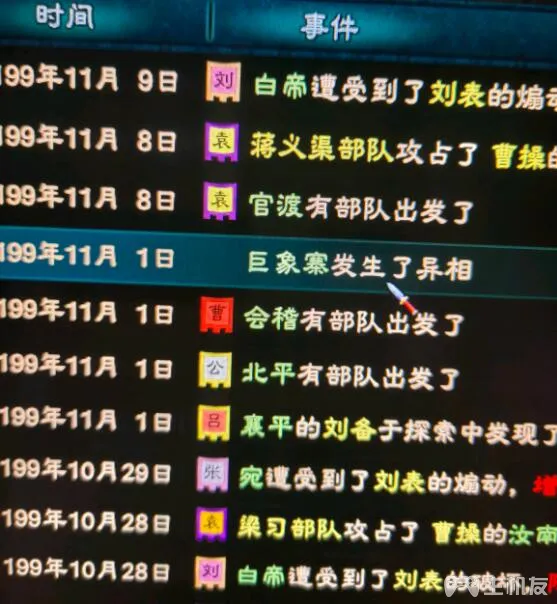 时间 事件
199年11月 9日 刘 白帝遭受到了刘表的煽动
199年11月 8日 袁 蒋义渠部队攻占了 曹操的
199年11月 8日 袁 官渡有部队出发了
199年11月 1日 巨象寨发生了异相
199年11月 1日 曹 会稽有部队出发了
199年11月 1日 公 北平有部队出发了
199年11月 1日 吕 襄平的刘备于探索中发现了
199年10月29日 张 宛遭受到了刘表的煽动，增
199年10月28日 袁 梁习部队攻占了 曹操的汝南
199年10月28日 刘 白帝遭受到了刘表的